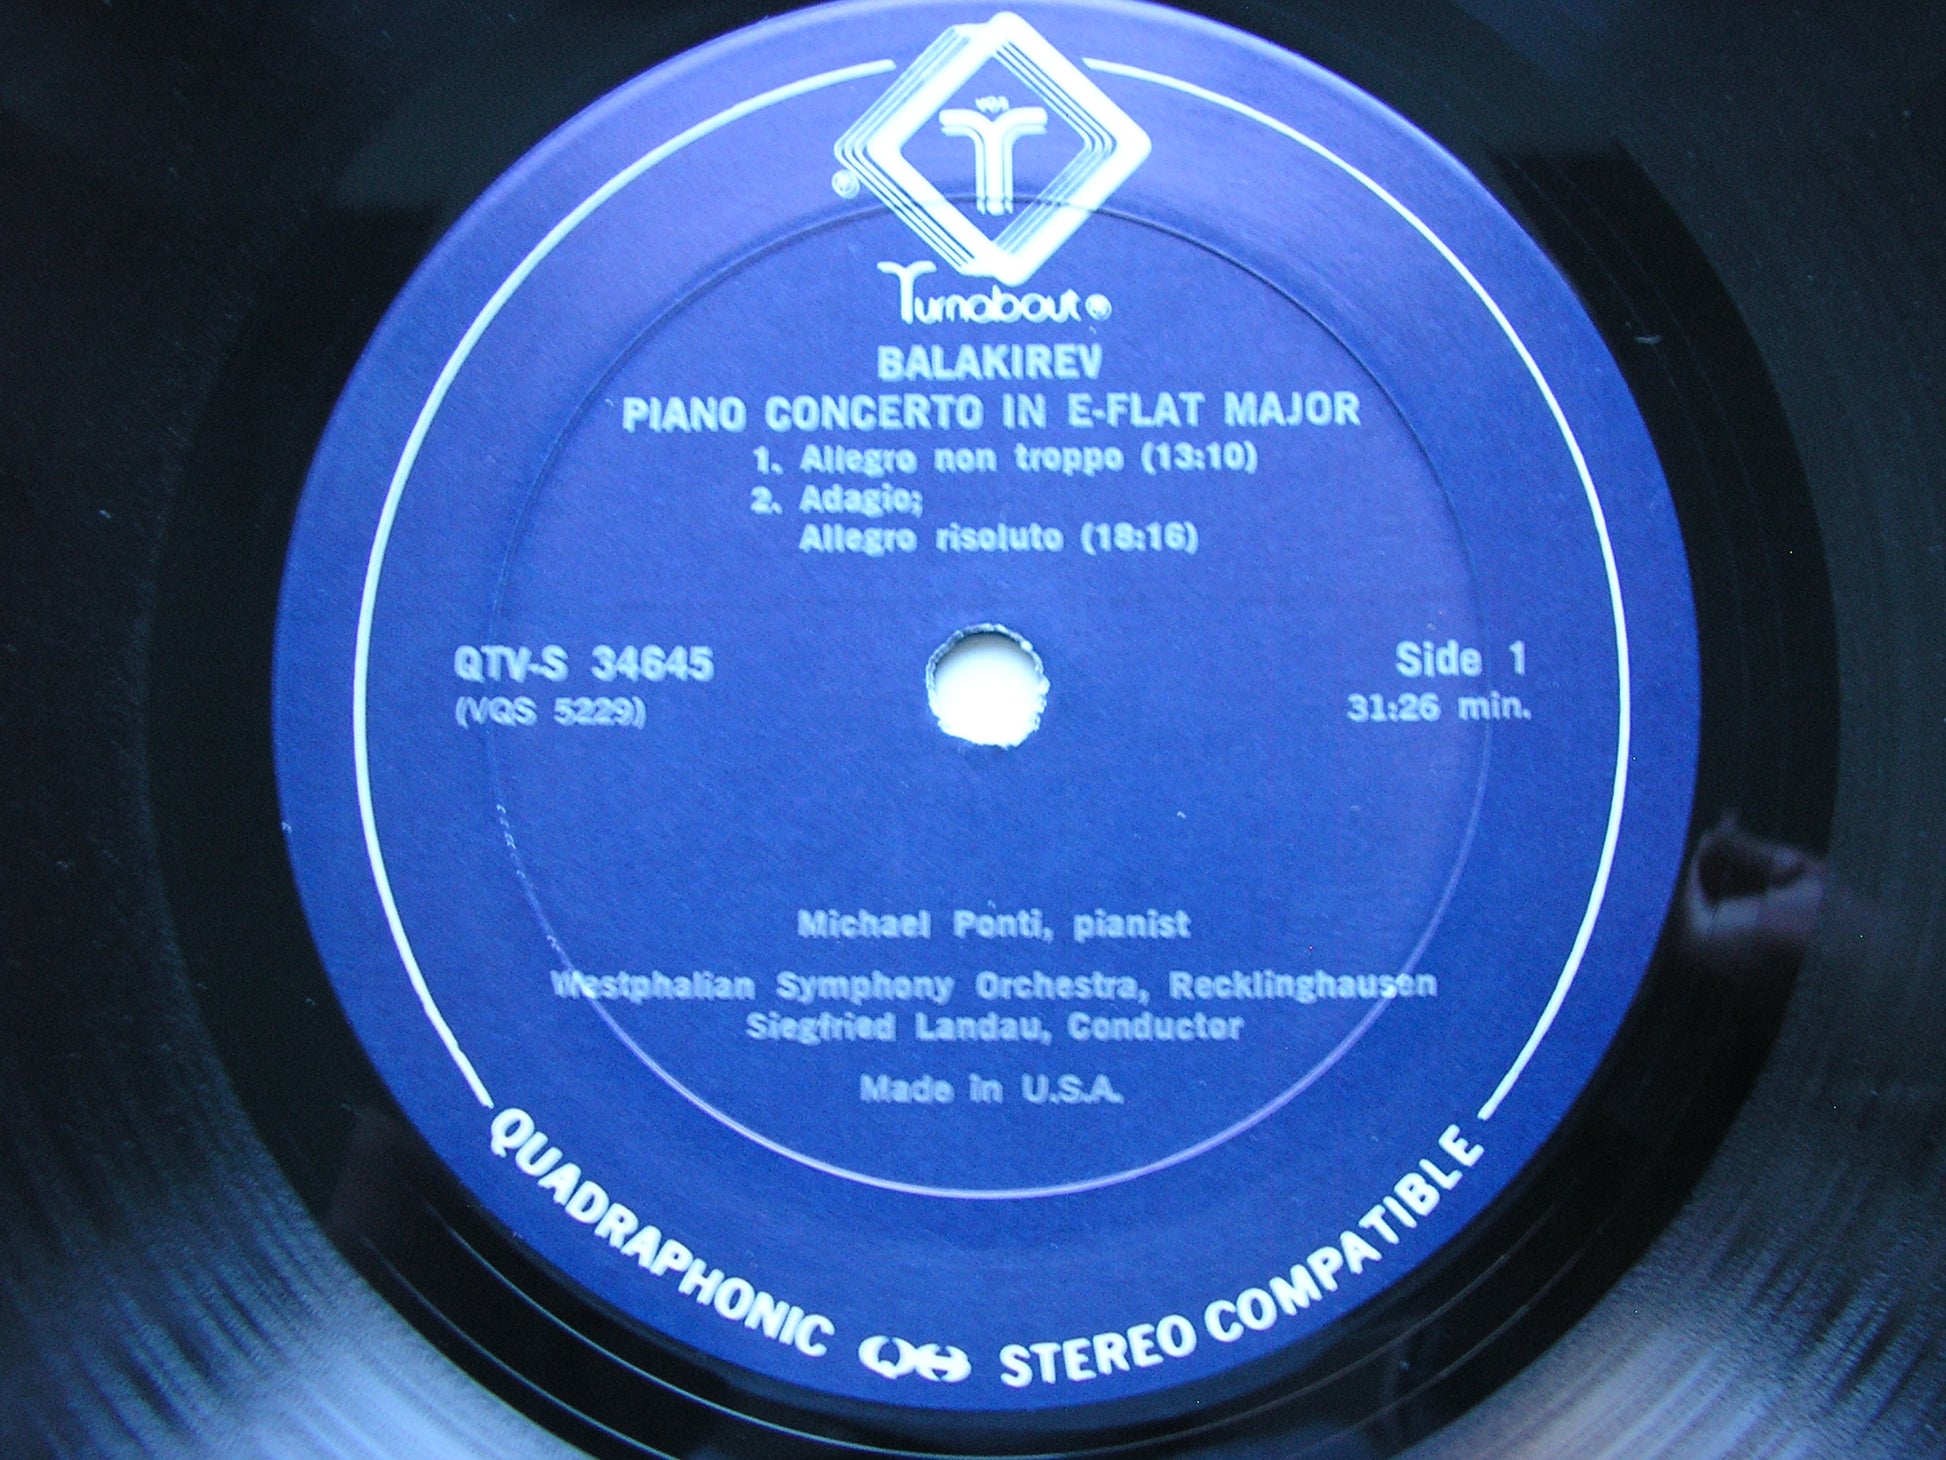 VOX
Turnabout®
BALAKIREV
PIANO CONCERTO IN E-FLAT MAJOR
1. Allegro non troppo (13:10)
2. Adagio;
Allegro risoluto (18:16)
QTV-S 34645
(VQS 5229)
Side 1
31:26 min.
Michael Ponti, pianist
Westphalian Symphony Orchestra, Recklinghausen
Siegfried Landau, Conductor
Made in U.S.A.
QUADRAPHONIC QS STEREO COMPATIBLE